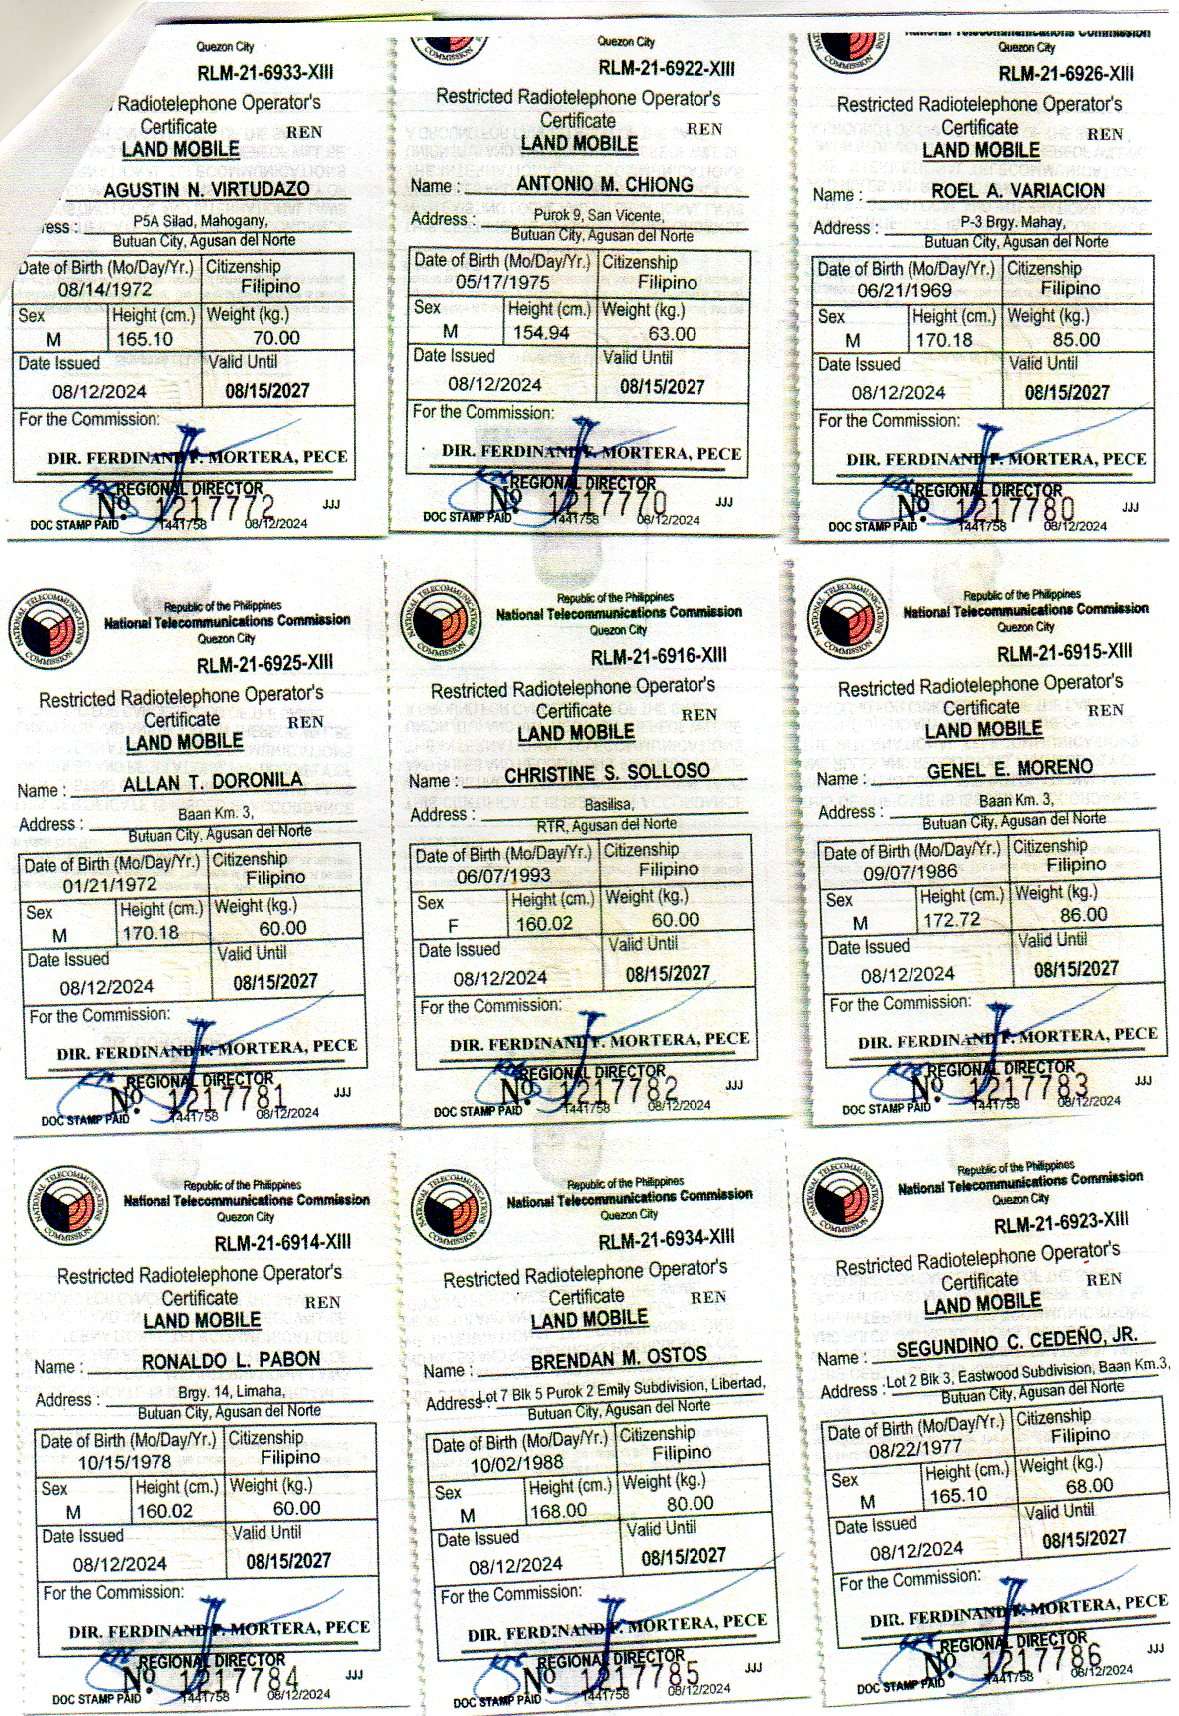 Quezon City
RLM-21-6933-XIII
Radiotelephone Operator's
Certificate REN
LAND MOBILE
AGUSTIN N. VIRTUDAZO
P5A Silad, Mahogany,
Butuan City, Agusan del Norte
Date of Birth (Mo/Day/Yr.) Citizenship
08/14/1972 Filipino
Sex Height (cm.) Weight (kg.)
M 165.10 70.00
Date Issued Valid Until
08/12/2024 08/15/2027
For the Commission:
DIR. FERDINAND F. MORTERA, PECE
REGIONAL DIRECTOR
No 1217772 JJJ
DOC STAMP PAID 1441758 08/12/2024
COMMISSION
Quezon City
RLM-21-6922-XIII
Restricted Radiotelephone Operator's
Certificate REN
LAND MOBILE
Name : ANTONIO M. CHIONG
Address : Purok 9, San Vicente,
Butuan City, Agusan del Norte
Date of Birth (Mo/Day/Yr.) Citizenship
05/17/1975 Filipino
Sex Height (cm.) Weight (kg.)
M 154.94 63.00
Date Issued Valid Until
08/12/2024 08/15/2027
For the Commission:
DIR. FERDINAND F. MORTERA, PECE
REGIONAL DIRECTOR
No 1217770 JJJ
DOC STAMP PAID 1441758 08/12/2024
National Telecommunications Commission
COMMISSION
Quezon City
RLM-21-6926-XIII
Restricted Radiotelephone Operator's
Certificate REN
LAND MOBILE
Name : ROEL A. VARIACION
Address : P-3 Brgy. Mahay,
Butuan City, Agusan del Norte
Date of Birth (Mo/Day/Yr.) Citizenship
06/21/1969 Filipino
Sex Height (cm.) Weight (kg.)
M 170.18 85.00
Date Issued Valid Until
08/12/2024 08/15/2027
For the Commission:
DIR. FERDINAND F. MORTERA, PECE
REGIONAL DIRECTOR
No 1217780 JJJ
DOC STAMP PAID 1441758 08/12/2024
NATIONAL TELECOMMUNICATIONS COMMISSION
Republic of the Philippines
National Telecommunications Commission
Quezon City
RLM-21-6925-XIII
Restricted Radiotelephone Operator's
Certificate REN
LAND MOBILE
Name : ALLAN T. DORONILA
Address : Baan Km. 3,
Butuan City, Agusan del Norte
Date of Birth (Mo/Day/Yr.) Citizenship
01/21/1972 Filipino
Sex Height (cm.) Weight (kg.)
M 170.18 60.00
Date Issued Valid Until
08/12/2024 08/15/2027
For the Commission:
DIR. FERDINAND F. MORTERA, PECE
REGIONAL DIRECTOR
No 1217781 JJJ
DOC STAMP PAID 1441758 08/12/2024
NATIONAL TELECOMMUNICATIONS COMMISSION
Republic of the Philippines
National Telecommunications Commission
Quezon City
RLM-21-6916-XIII
Restricted Radiotelephone Operator's
Certificate REN
LAND MOBILE
Name : CHRISTINE S. SOLLOSO
Address : Basilisa,
RTR, Agusan del Norte
Date of Birth (Mo/Day/Yr.) Citizenship
06/07/1993 Filipino
Sex Height (cm.) Weight (kg.)
F 160.02 60.00
Date Issued Valid Until
08/12/2024 08/15/2027
For the Commission:
DIR. FERDINAND F. MORTERA, PECE
REGIONAL DIRECTOR
No 1217782 JJJ
DOC STAMP PAID 1441758 08/12/2024
NATIONAL TELECOMMUNICATIONS COMMISSION
Republic of the Philippines
National Telecommunications Commission
Quezon City
RLM-21-6915-XIII
Restricted Radiotelephone Operator's
Certificate REN
LAND MOBILE
Name : GENEL E. MORENO
Address : Baan Km. 3,
Butuan City, Agusan del Norte
Date of Birth (Mo/Day/Yr.) Citizenship
09/07/1986 Filipino
Sex Height (cm.) Weight (kg.)
M 172.72 86.00
Date Issued Valid Until
08/12/2024 08/15/2027
For the Commission:
DIR. FERDINAND F. MORTERA, PECE
REGIONAL DIRECTOR
No 1217783 JJJ
DOC STAMP PAID 1441758 08/12/2024
NATIONAL TELECOMMUNICATIONS COMMISSION
Republic of the Philippines
National Telecommunications Commission
Quezon City
RLM-21-6914-XIII
Restricted Radiotelephone Operator's
Certificate REN
LAND MOBILE
Name : RONALDO L. PABON
Address : Brgy. 14, Limaha,
Butuan City, Agusan del Norte
Date of Birth (Mo/Day/Yr.) Citizenship
10/15/1978 Filipino
Sex Height (cm.) Weight (kg.)
M 160.02 60.00
Date Issued Valid Until
08/12/2024 08/15/2027
For the Commission:
DIR. FERDINAND F. MORTERA, PECE
REGIONAL DIRECTOR
No 1217784 JJJ
DOC STAMP PAID 1441758 08/12/2024
NATIONAL TELECOMMUNICATIONS COMMISSION
Republic of the Philippines
National Telecommunications Commission
Quezon City
RLM-21-6934-XIII
Restricted Radiotelephone Operator's
Certificate REN
LAND MOBILE
Name : BRENDAN M. OSTOS
Address : Lot 7 Blk 5 Purok 2 Emily Subdivision, Libertad,
Butuan City, Agusan del Norte
Date of Birth (Mo/Day/Yr.) Citizenship
10/02/1988 Filipino
Sex Height (cm.) Weight (kg.)
M 168.00 80.00
Date Issued Valid Until
08/12/2024 08/15/2027
For the Commission:
DIR. FERDINAND F. MORTERA, PECE
REGIONAL DIRECTOR
No 1217785 JJJ
DOC STAMP PAID 1441758 08/12/2024
NATIONAL TELECOMMUNICATIONS COMMISSION
Republic of the Philippines
National Telecommunications Commission
Quezon City
RLM-21-6923-XIII
Restricted Radiotelephone Operator's
Certificate REN
LAND MOBILE
Name : SEGUNDINO C. CEDEÑO, JR.
Address : Lot 2 Blk 3, Eastwood Subdivision, Baan Km.3,
Butuan City, Agusan del Norte
Date of Birth (Mo/Day/Yr.) Citizenship
08/22/1977 Filipino
Sex Height (cm.) Weight (kg.)
M 165.10 68.00
Date Issued Valid Until
08/12/2024 08/15/2027
For the Commission:
DIR. FERDINAND F. MORTERA, PECE
REGIONAL DIRECTOR
No 1217786 JJJ
DOC STAMP PAID 1441758 08/12/2024